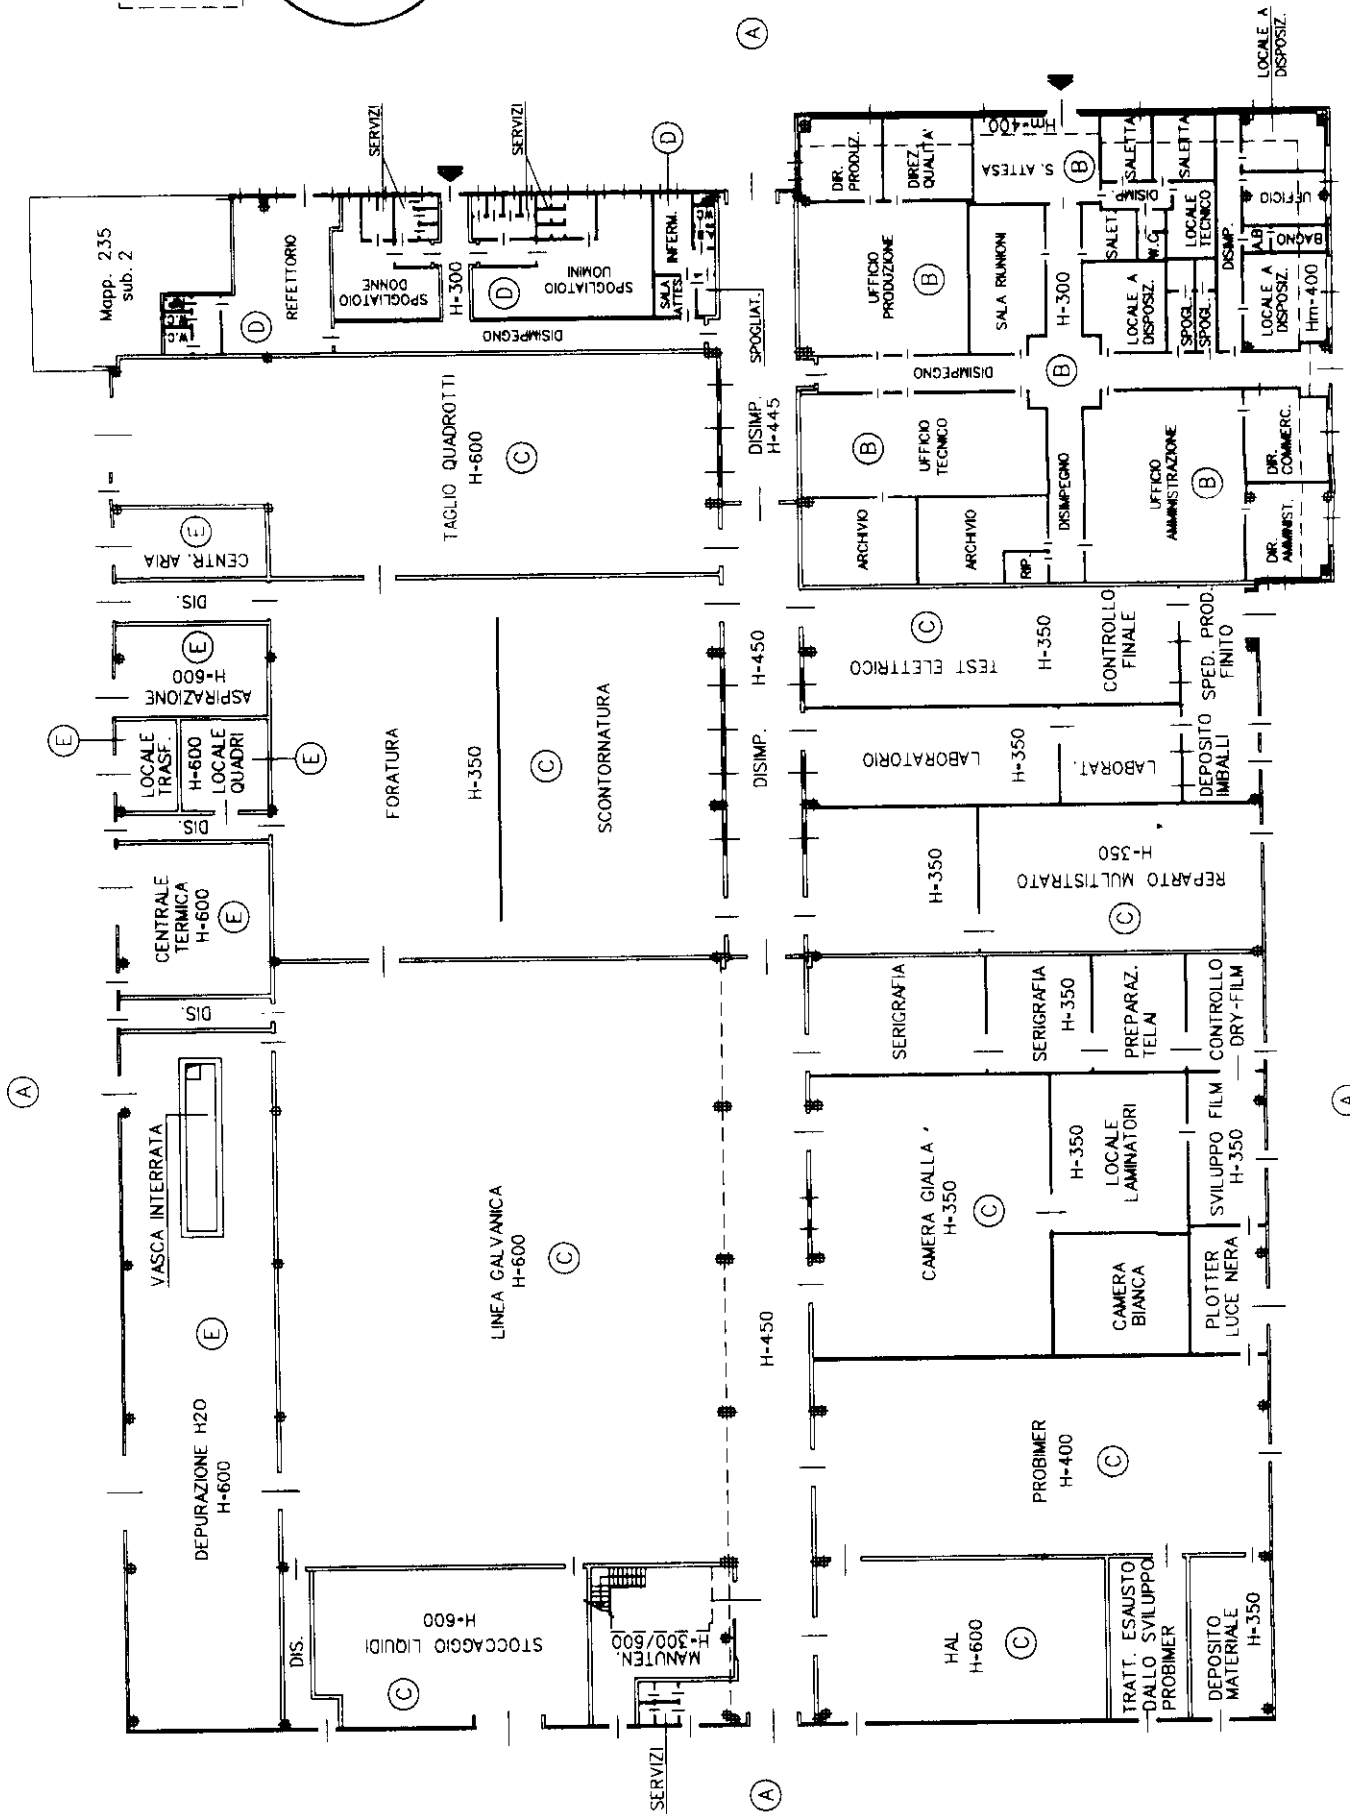 A
LOCALE A
DISPOSIZ.
Mapp. 235
sub. 2
SERVIZI
SERVIZI
D
W.C.
W.C.
D
REFETTORIO
SPOGLIATOIO
DONNE
H=300
D
SPOGLIATOIO
UOMINI
INFERM.
SALA
ATTES.
DISIMPEGNO
SPOGLIAT.
DIR.
PRODUZ.
DIREZ.
QUALITA'
S. ATTESA
Hm=400
B
SALETTA
SALETTA
DISIMP.
SALET.
W.C.
LOCALE
TECNICO
DISIMP.
UFFICIO
A.B.
BAGNO
UFFICIO
PRODUZIONE
B
SALA RIUNIONI
H=300
LOCALE A
DISPOSIZ.
SPOGL.
SPOGL.
LOCALE A
DISPOSIZ.
Hm=400
DISIMPEGNO
B
TAGLIO QUADROTTI
H=600
C
DISIMP.
H=445
B
UFFICIO
TECNICO
ARCHIVIO
ARCHIVIO
RIP.
DISIMPEGNO
UFFICIO
AMMINISTRAZIONE
B
DIR.
COMMERC.
DIR.
AMMINIST.
E
CENTR. ARIA
DIS.
E
ASPIRAZIONE
H=600
E
LOCALE
TRASF.
H=600
LOCALE
QUADRI
E
DIS.
FORATURA
H=350
C
SCONTORNATURA
H=450
DISIMP.
C
TEST ELETTRICO
H=350
CONTROLLO
FINALE
SPED. PROD.
FINITO
LABORATORIO
H=350
LABORAT.
DEPOSITO
IMBALLI
CENTRALE
TERMICA
H=600
E
DIS.
H=350
REPARTO MULTISTRATO
H=350
C
SERIGRAFIA
SERIGRAFIA
H=350
PREPARAZ.
TELAI
CONTROLLO
DRY-FILM
A
VASCA INTERRATA
E
DEPURAZIONE H2O
H=600
LINEA GALVANICA
H=600
C
H=450
CAMERA GIALLA
H=350
C
H=350
LOCALE
LAMINATORI
SVILUPPO FILM
H=350
A
CAMERA
BIANCA
PLOTTER
LUCE NERA
PROBIMER
H=400
C
DIS.
STOCCAGGIO LIQUIDI
H=600
C
MANUTEN.
H=300/600
SERVIZI
HAL
H=600
C
TRATT. ESAUSTO
DALLO SVILUPPO
PROBIMER
DEPOSITO
MATERIALE
H=350
A